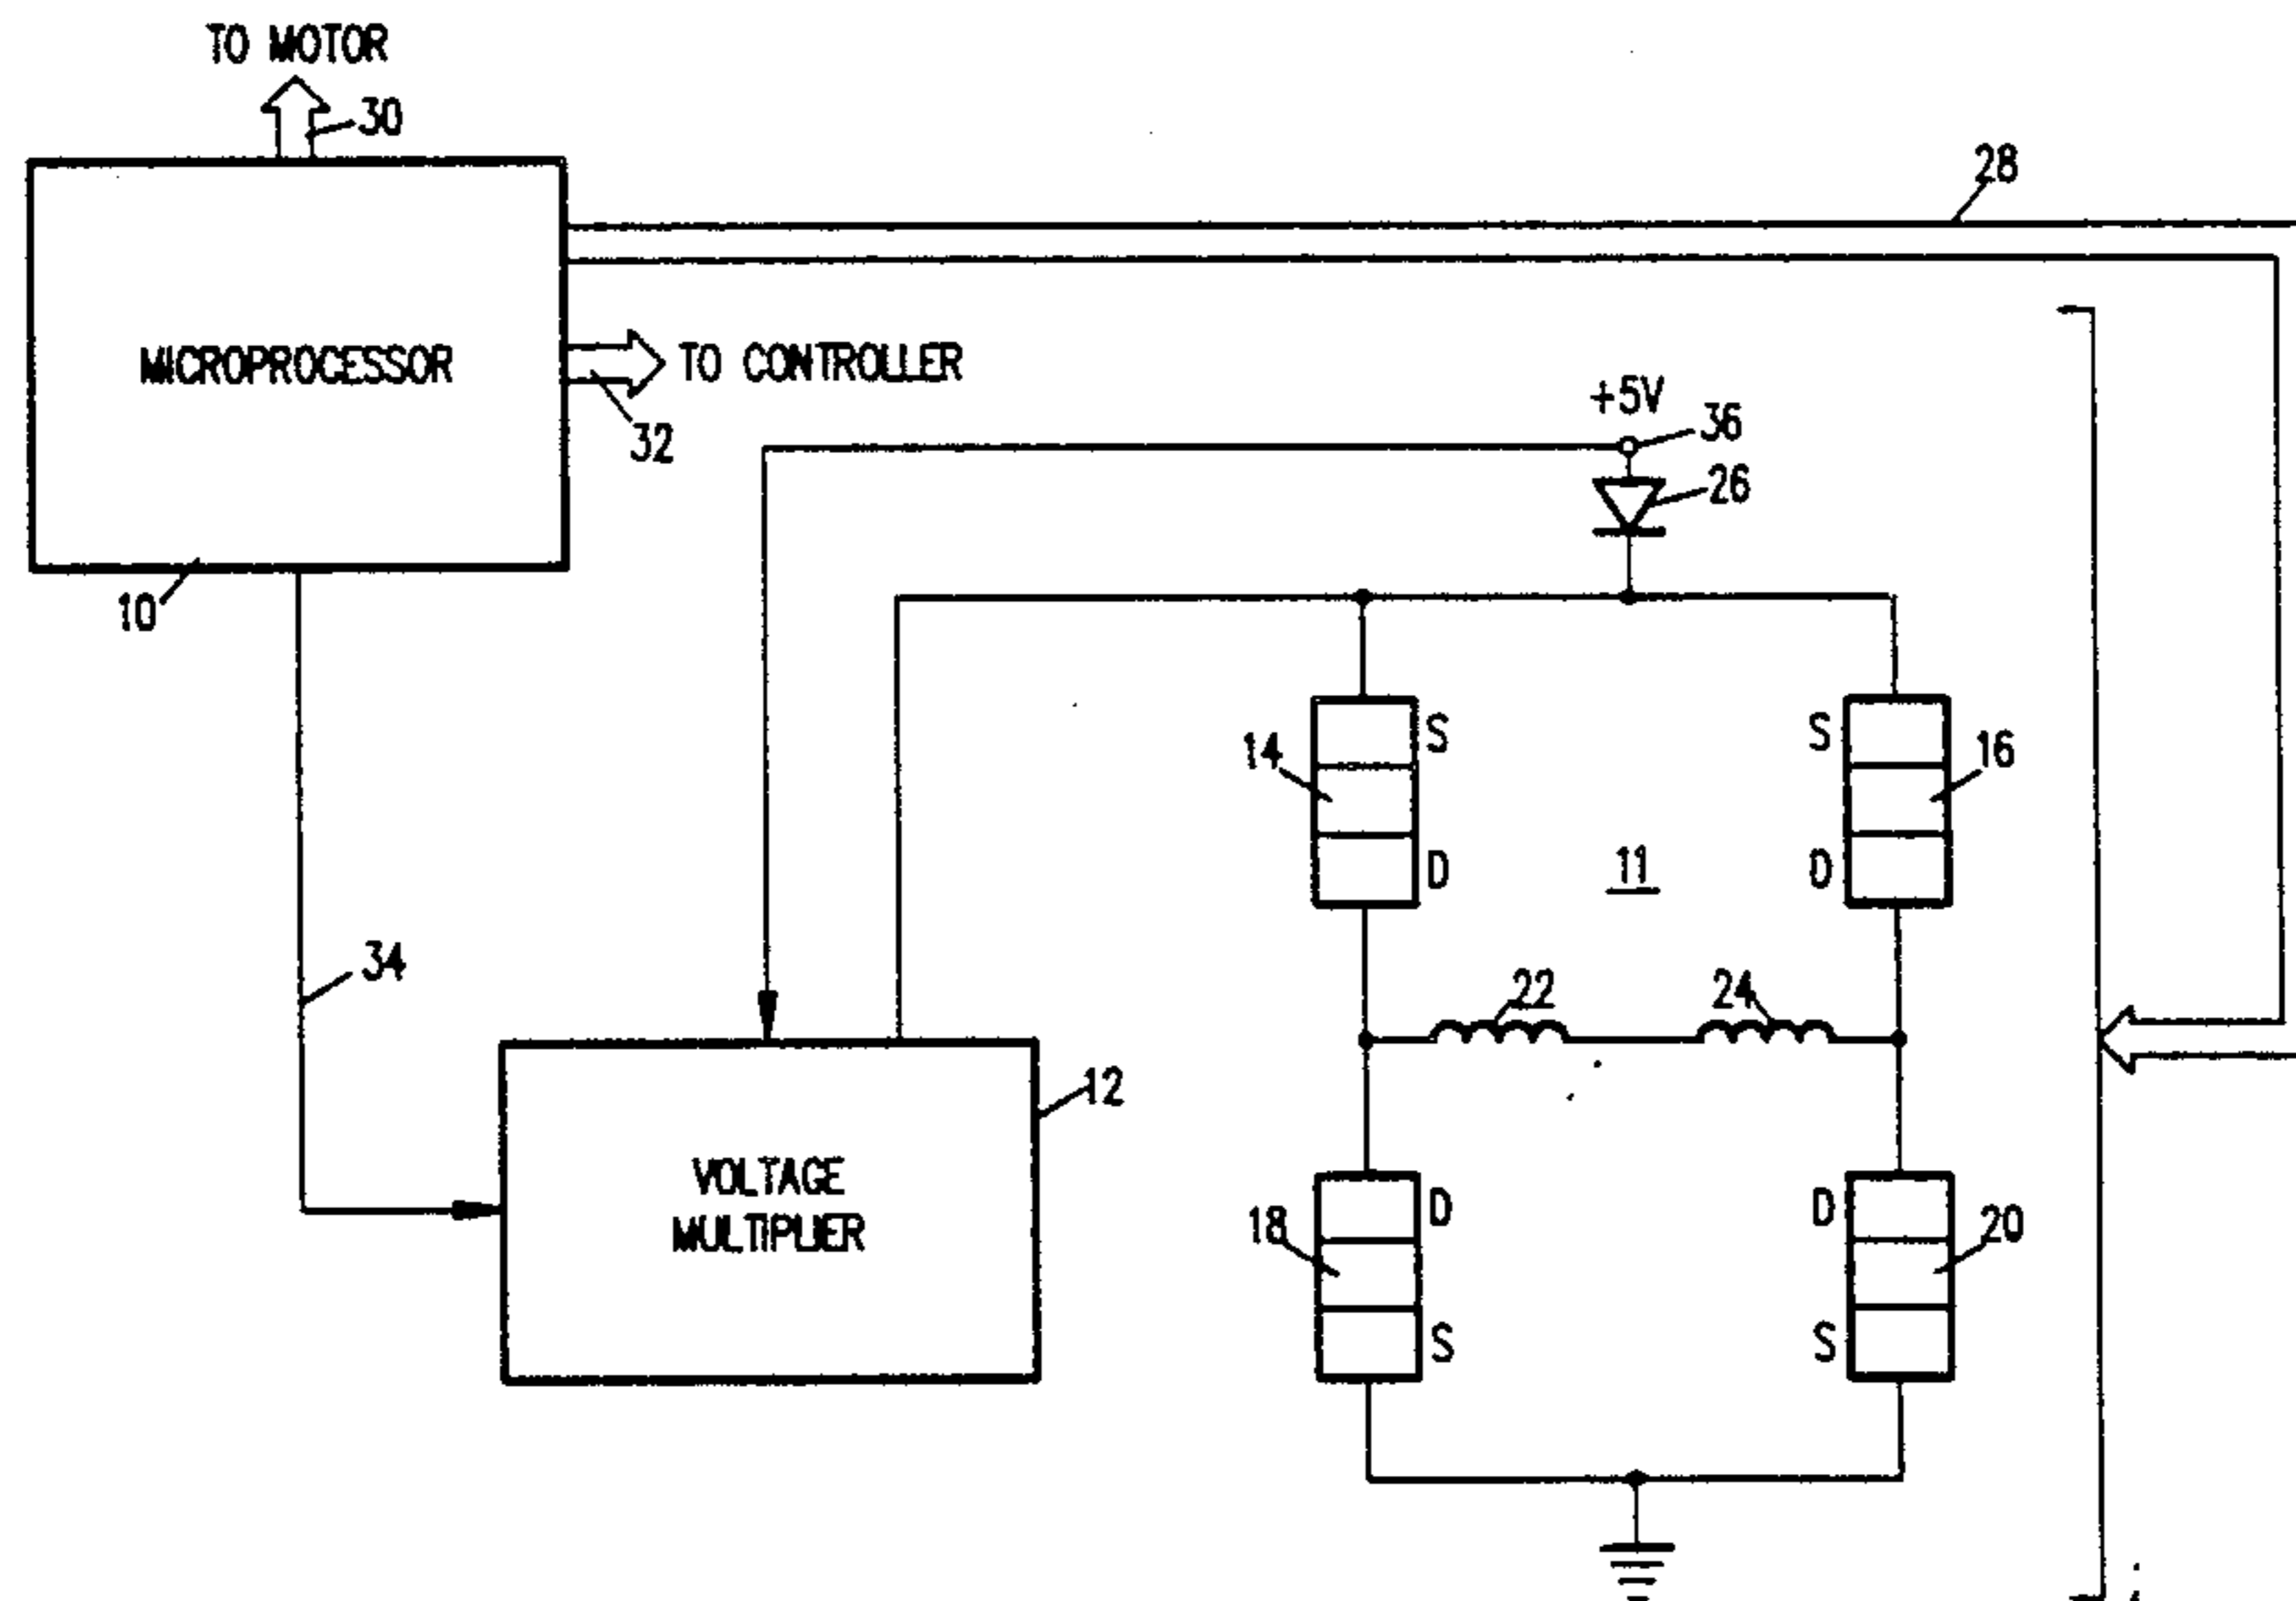 TO MOTOR
30
28
MICROPROCESSOR
TO CONTROLLER
32
+5V
36
26
10
S
S
14
16
11
D
D
34
22
24
12
VOLTAGE
MULTIPLIER
D
D
18
20
S
S